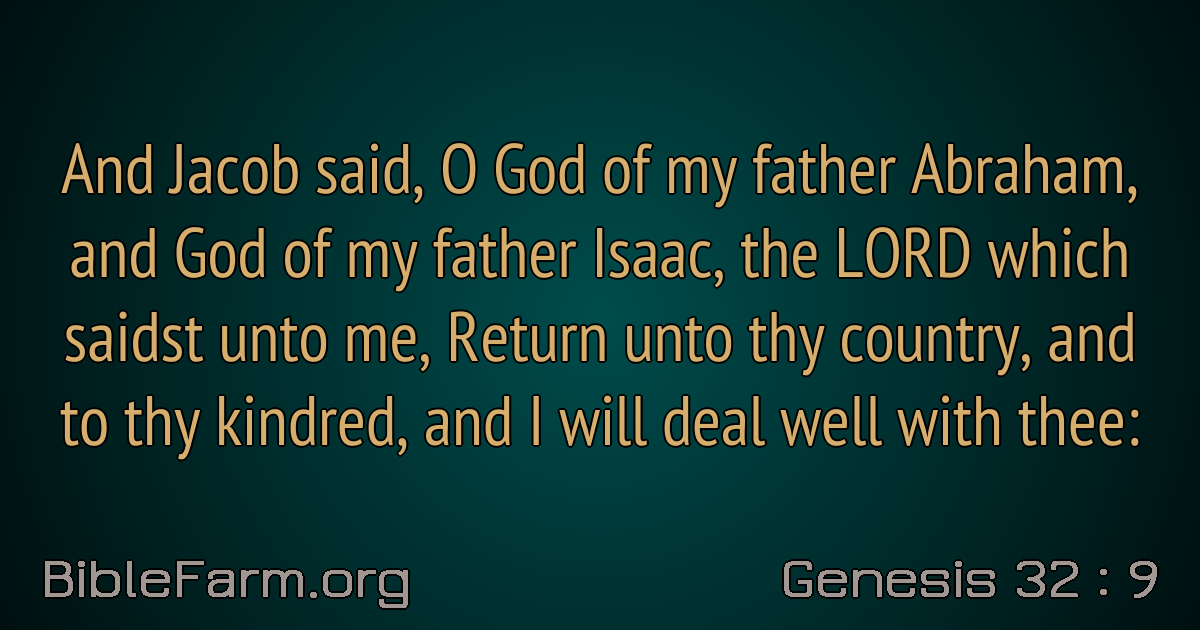 And Jacob said, O God of my father Abraham,
and God of my father Isaac, the LORD which
saidst unto me, Return unto thy country, and
to thy kindred, and I will deal well with thee:
BibleFarm.org
Genesis 32 : 9